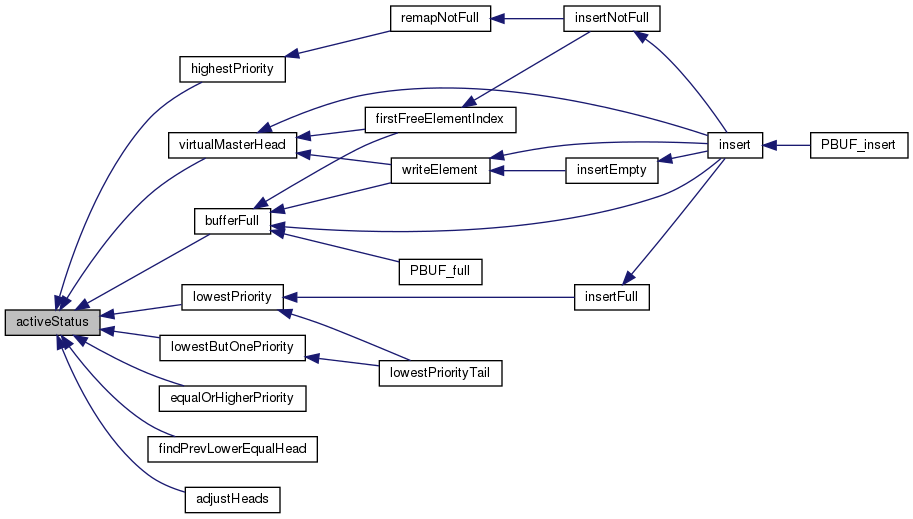 remapNotFull
insertNotFull
highestPriority
firstFreeElementIndex
virtualMasterHead
insert
PBUF_insert
writeElement
insertEmpty
bufferFull
PBUF_full
lowestPriority
insertFull
activeStatus
lowestButOnePriority
lowestPriorityTail
equalOrHigherPriority
findPrevLowerEqualHead
adjustHeads